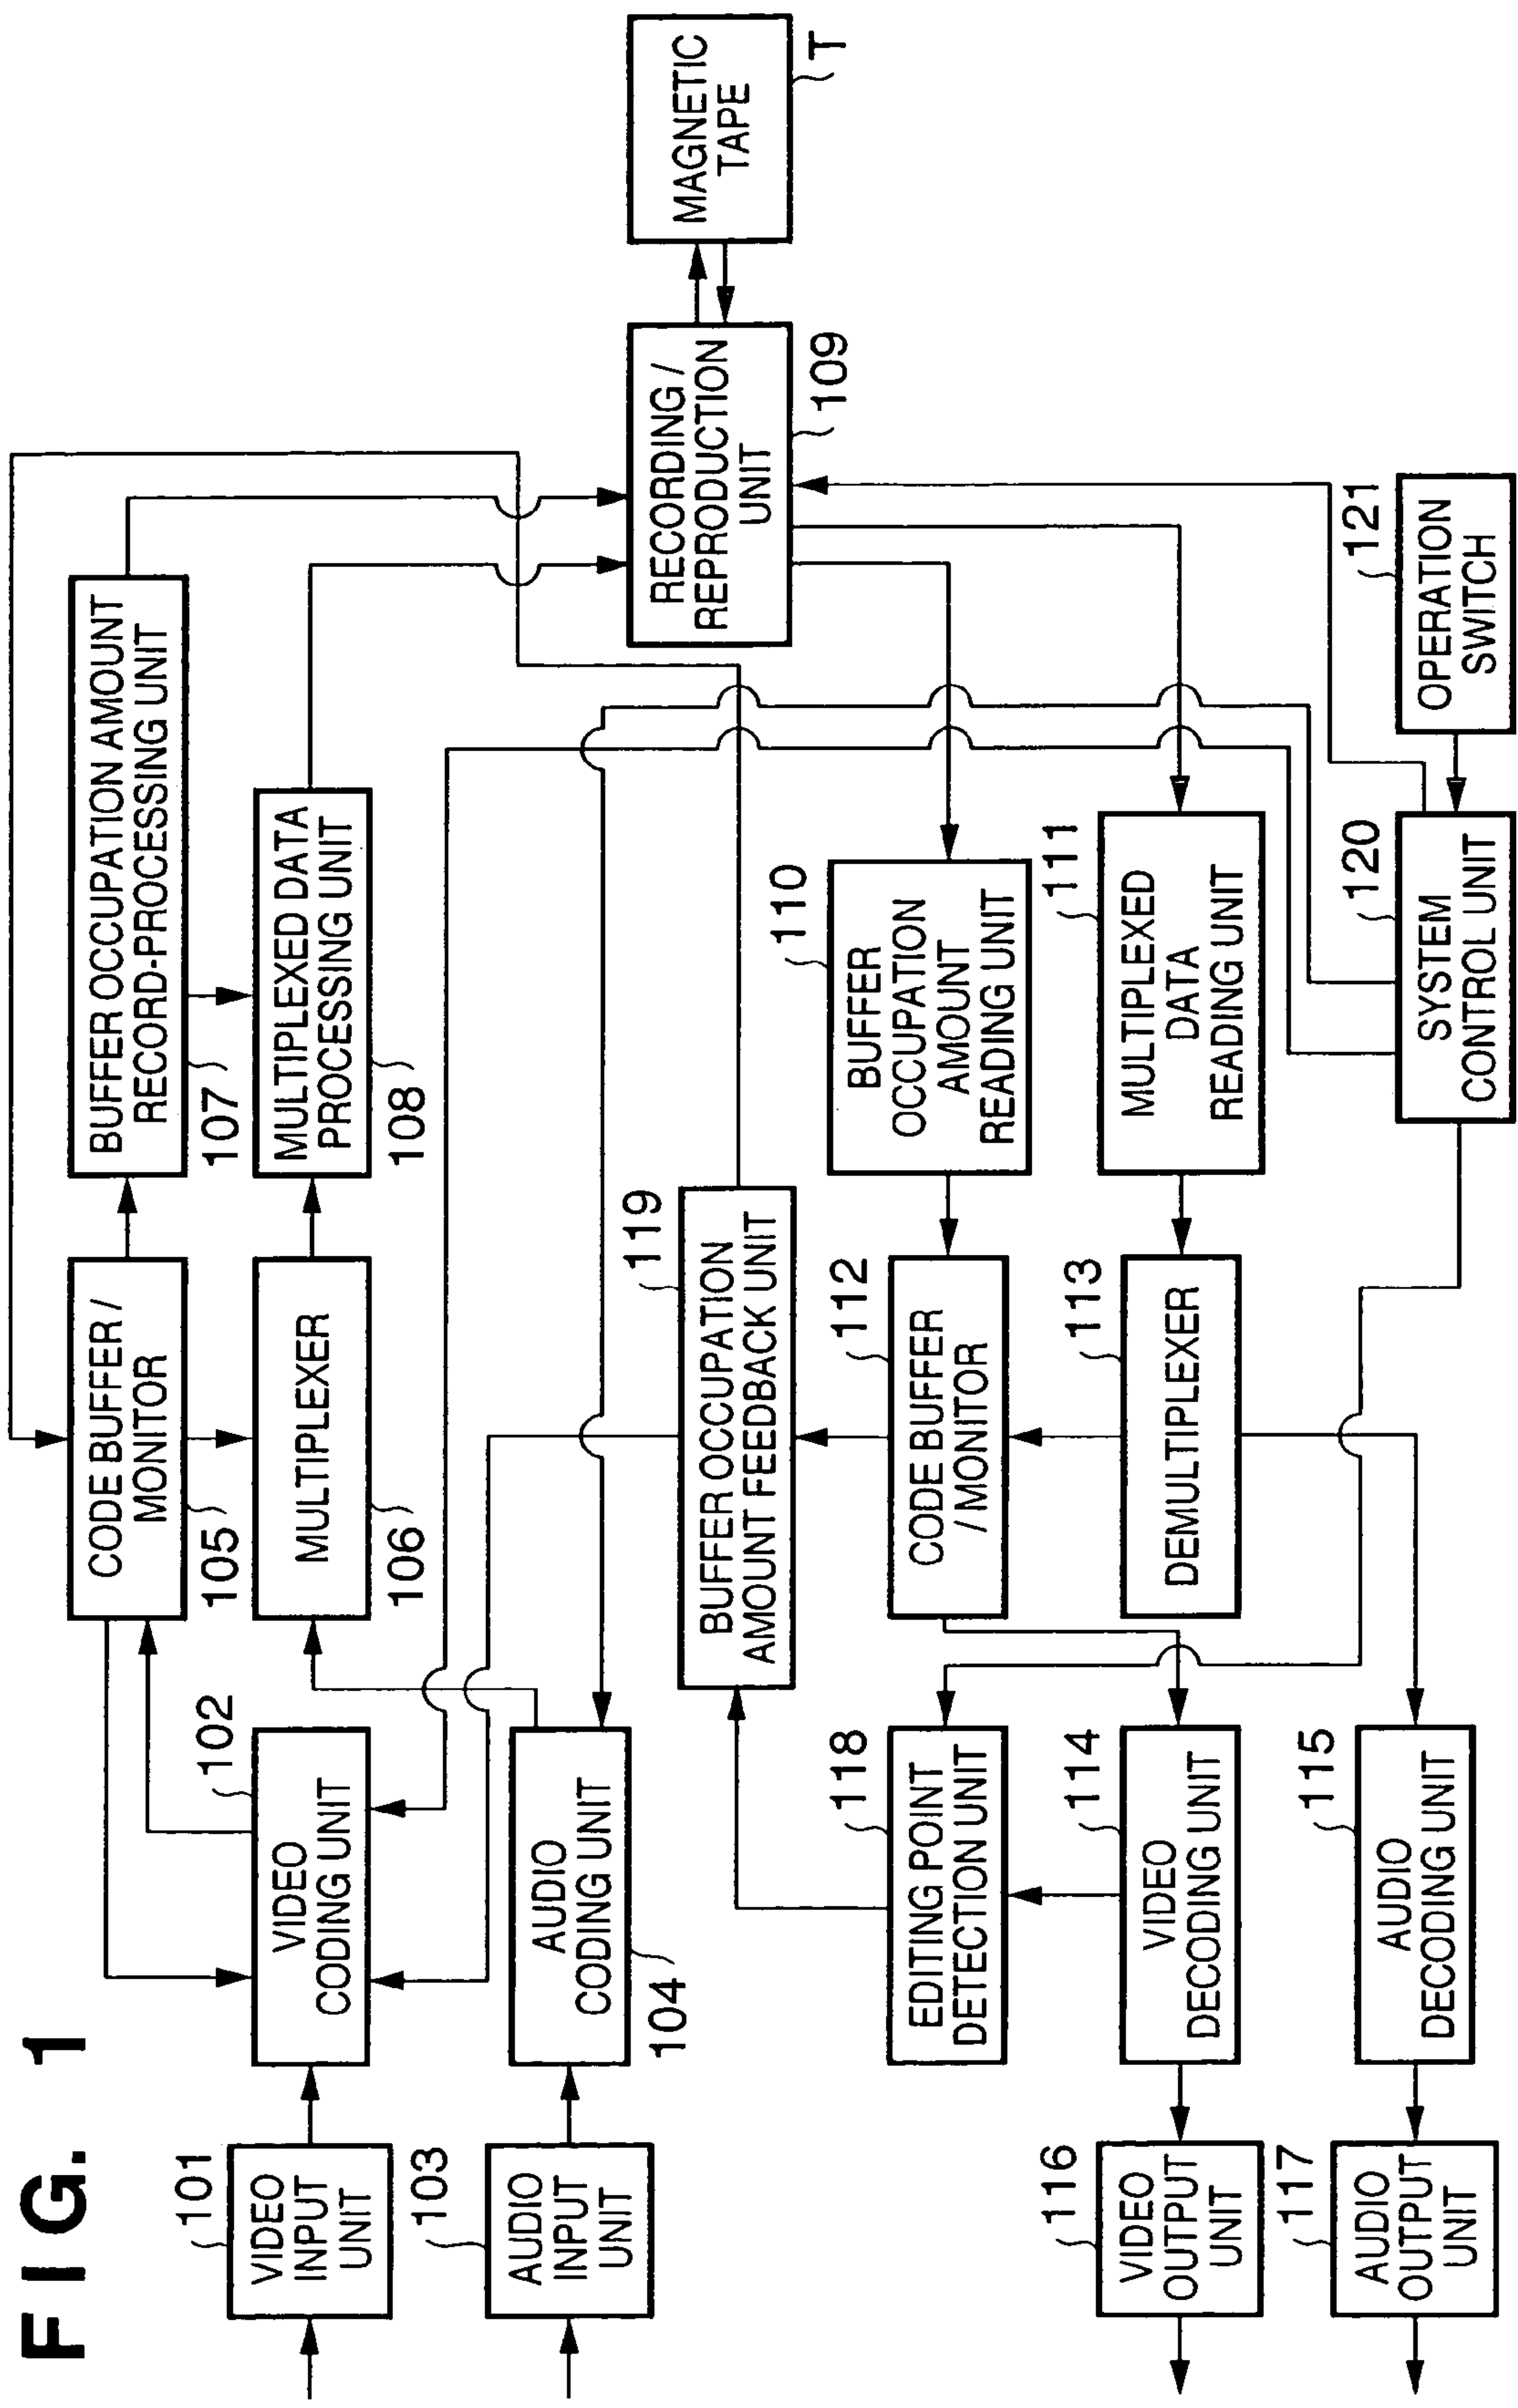 FIG. 1
101
VIDEO
INPUT
UNIT
102
VIDEO
CODING UNIT
103
AUDIO
INPUT
UNIT
AUDIO
CODING UNIT
104
CODE BUFFER /
MONITOR
105
MULTIPLEXER
106
BUFFER OCCUPATION AMOUNT
RECORD-PROCESSING UNIT
107
MULTIPLEXED DATA
PROCESSING UNIT
108
RECORDING /
REPRODUCTION
UNIT
109
MAGNETIC
TAPE
T
119
BUFFER OCCUPATION
AMOUNT FEEDBACK UNIT
110
BUFFER
OCCUPATION
AMOUNT
READING UNIT
111
MULTIPLEXED
DATA
READING UNIT
112
CODE BUFFER
/ MONITOR
113
DEMULTIPLEXER
118
EDITING POINT
DETECTION UNIT
114
VIDEO
DECODING UNIT
115
AUDIO
DECODING UNIT
116
VIDEO
OUTPUT
UNIT
117
AUDIO
OUTPUT
UNIT
120
SYSTEM
CONTROL UNIT
121
OPERATION
SWITCH